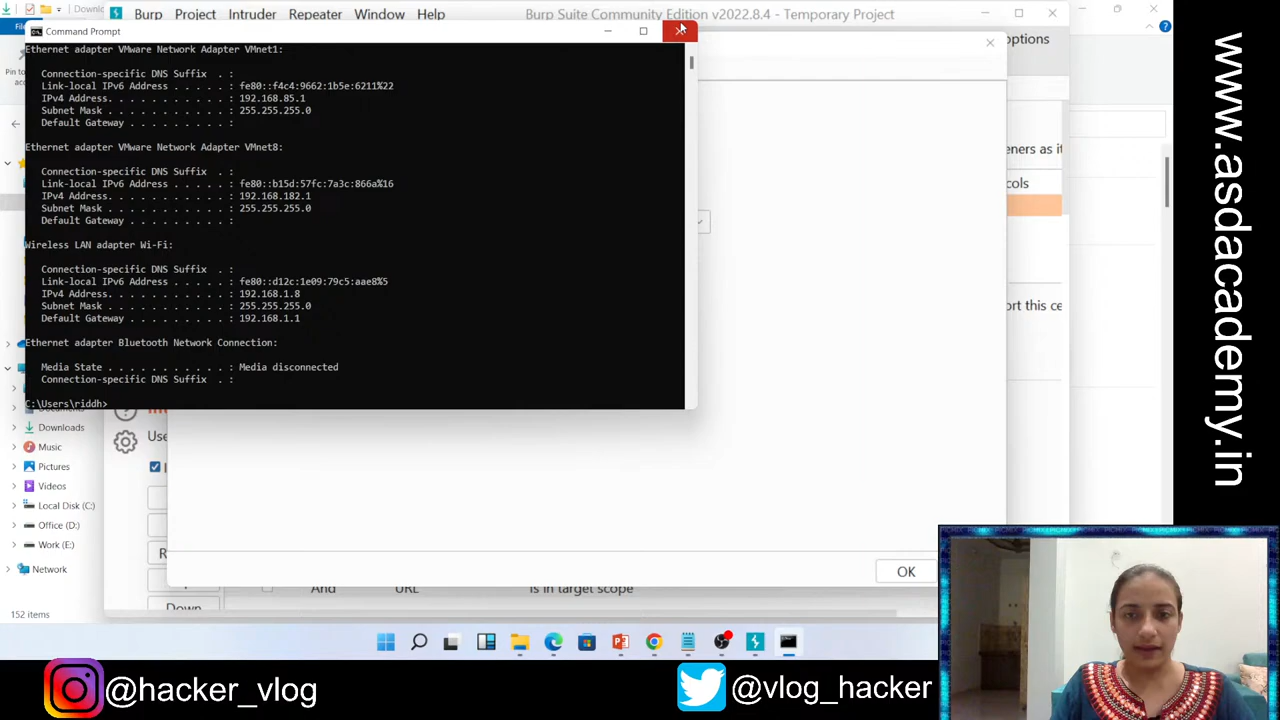 Downlo
Burp Project Intruder Repeater Window Help Burp Suite Community Edition v2022.8.4 - Temporary Project
File
Command Prompt
Ethernet adapter VMware Network Adapter VMnet1:
Connection-specific DNS Suffix . :
Link-local IPv6 Address . . . . . : fe80::f4c4:9662:1b5e:6211%22
IPv4 Address. . . . . . . . . . . : 192.168.85.1
Subnet Mask . . . . . . . . . . . : 255.255.255.0
Default Gateway . . . . . . . . . :
Ethernet adapter VMware Network Adapter VMnet8:
Connection-specific DNS Suffix . :
Link-local IPv6 Address . . . . . : fe80::b15d:57fc:7a3c:866a%16
IPv4 Address. . . . . . . . . . . : 192.168.182.1
Subnet Mask . . . . . . . . . . . : 255.255.255.0
Default Gateway . . . . . . . . . :
Wireless LAN adapter Wi-Fi:
Connection-specific DNS Suffix . :
Link-local IPv6 Address . . . . . : fe80::d12c:1e09:79c5:aae8%5
IPv4 Address. . . . . . . . . . . : 192.168.1.8
Subnet Mask . . . . . . . . . . . : 255.255.255.0
Default Gateway . . . . . . . . . : 192.168.1.1
Ethernet adapter Bluetooth Network Connection:
Media State . . . . . . . . . . . : Media disconnected
Connection-specific DNS Suffix . :
C:\Users\riddh>
Pin to
acc
options
eners as it
cols
ort this ce
Use
Documents
Downloads
Music
Pictures
Videos
Local Disk (C:)
Office (D:)
Work (E:)
Network
152 items
R
Down
And URL Is in target scope
OK
www.asdacademy.in
@hacker_vlog
@vlog_hacker